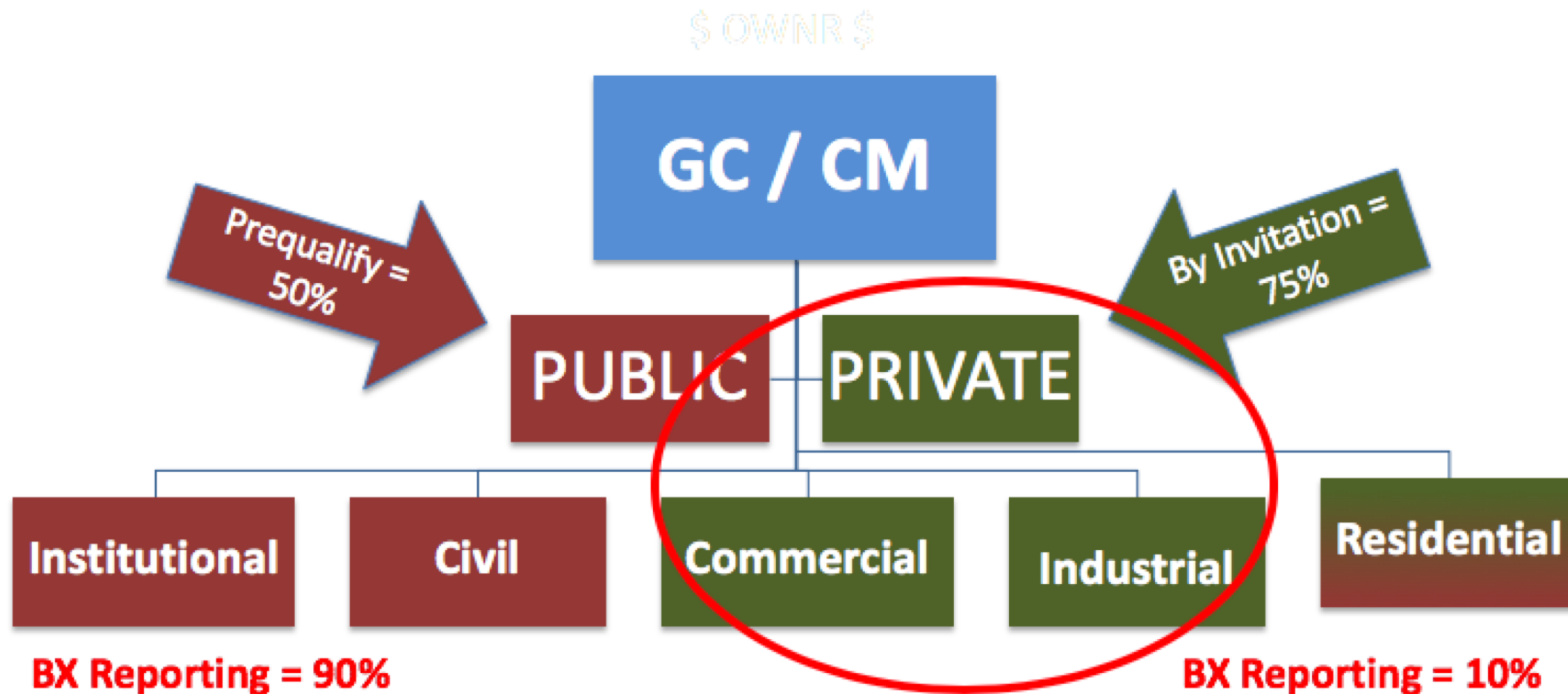 $ OWNR $
GC / CM
Prequalify =
50%
By Invitation =
75%
PUBLIC
PRIVATE
Institutional
Civil
Commercial
Industrial
Residential
BX Reporting = 90%
BX Reporting = 10%